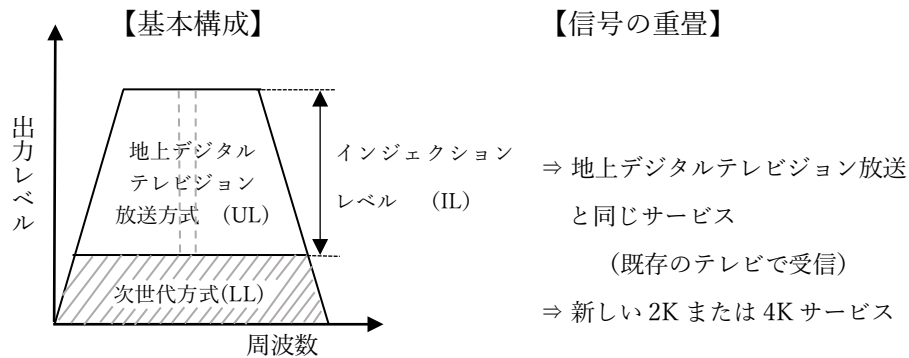 【基本構成】
【信号の重畳】
出力レベル
地上デジタル
テレビジョン
放送方式 （UL）
インジェクション
レベル （IL）
次世代方式(LL)
周波数
⇒ 地上デジタルテレビジョン放送
と同じサービス
（既存のテレビで受信）
⇒ 新しい 2K または 4K サービス